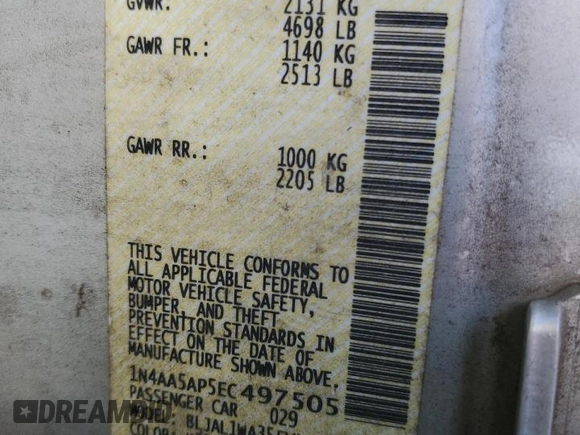 GVWR: 2131 KG
4698 LB
GAWR FR.: 1140 KG
2513 LB
GAWR RR.: 1000 KG
2205 LB
THIS VEHICLE CONFORMS TO
ALL APPLICABLE FEDERAL
MOTOR VEHICLE SAFETY,
BUMPER, AND THEFT
PREVENTION STANDARDS IN
EFFECT ON THE DATE OF
MANUFACTURE SHOWN ABOVE.
1N4AA5AP5EC497505
PASSENGER CAR 029
MODEL:
DREAM